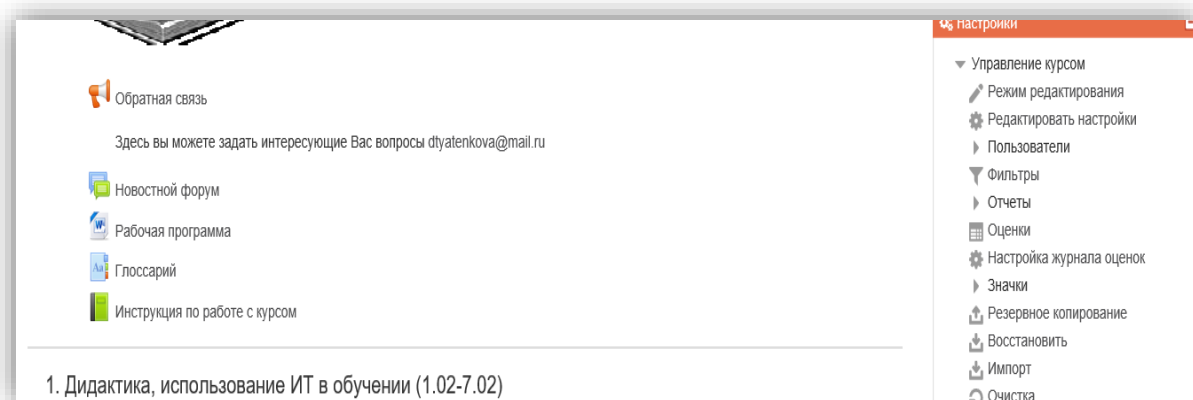 Обратная связь
Здесь вы можете задать интересующие Вас вопросы dtyatenkova@mail.ru
Новостной форум
Рабочая программа
Глоссарий
Инструкция по работе с курсом
1. Дидактика, использование ИТ в обучении (1.02-7.02)
Настройки
Управление курсом
Режим редактирования
Редактировать настройки
Пользователи
Фильтры
Отчеты
Оценки
Настройка журнала оценок
Значки
Резервное копирование
Восстановить
Импорт
Очистка